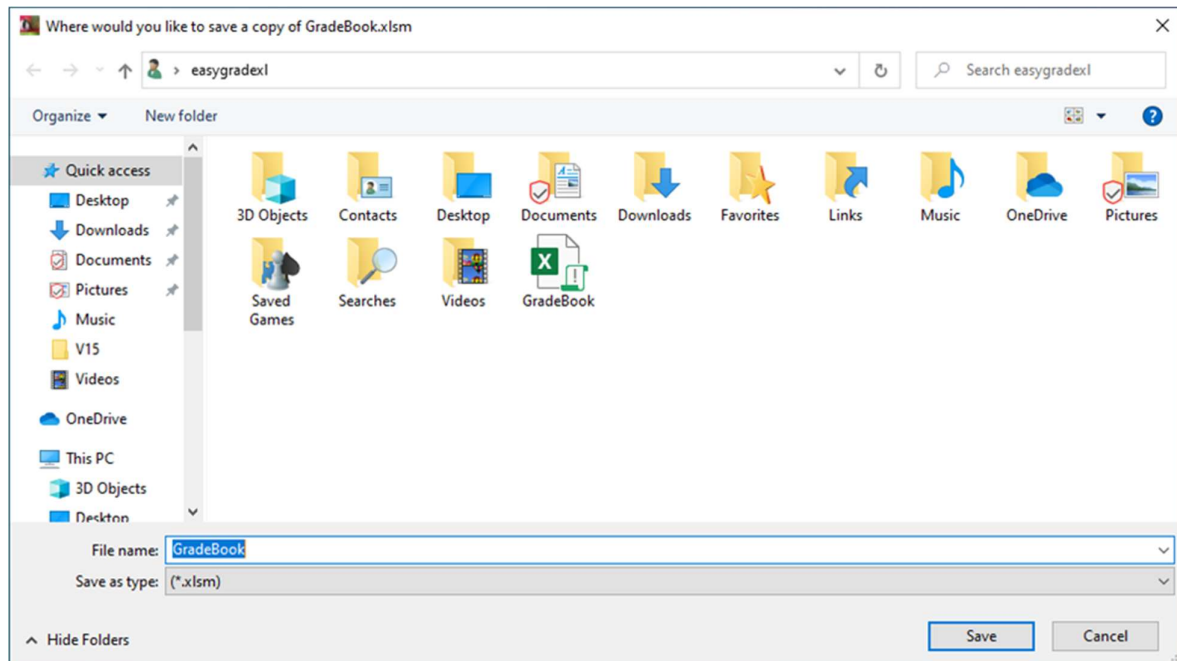 Where would you like to save a copy of GradeBook.xlsm
easygradexl
Search easygradexl
Organize
New folder
Quick access
Desktop
Downloads
Documents
Pictures
Music
V15
Videos
OneDrive
This PC
3D Objects
Desktop
3D Objects Contacts Desktop Documents Downloads Favorites Links Music OneDrive Pictures
Saved Games Searches Videos GradeBook
File name: GradeBook
Save as type: (*.xlsm)
Hide Folders
Save Cancel